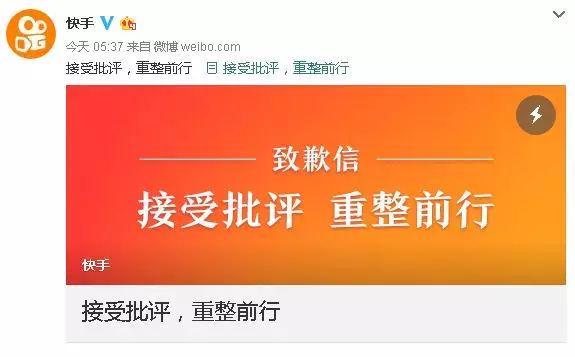 快手
今天 05:37 来自 微博 weibo.com
接受批评，重整前行 接受批评，重整前行
致歉信
接受批评 重整前行
快手
接受批评，重整前行